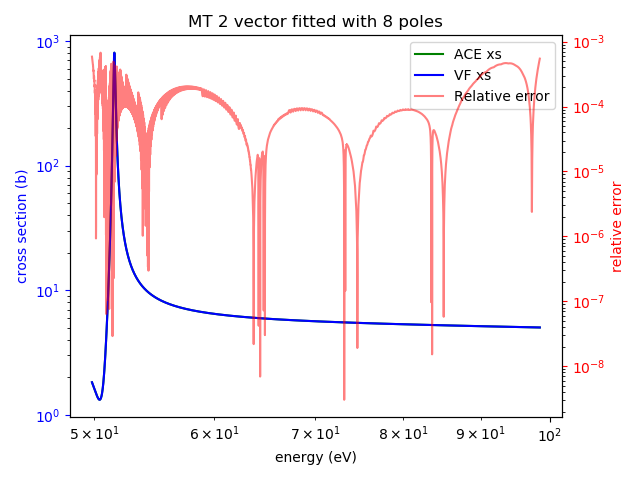 MT 2 vector fitted with 8 poles
10³
10²
10¹
10⁰
cross section (b)
ACE xs
VF xs
Relative error
10⁻³
10⁻⁴
10⁻⁵
10⁻⁶
10⁻⁷
10⁻⁸
relative error
5 × 10¹ 6 × 10¹ 7 × 10¹ 8 × 10¹ 9 × 10¹ 10²
energy (eV)